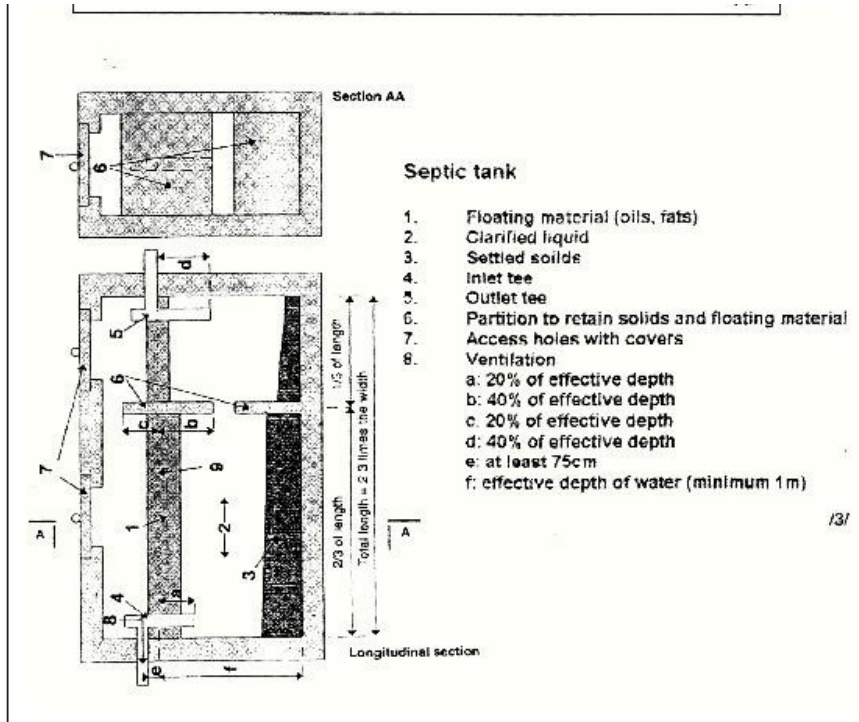 Section AA
7
6
Septic tank
1. Floating material (oils, fats)
2. Clarified liquid
3. Settled soilds
4. Inlet tee
5. Outlet tee
6. Partition to retain solids and floating material
7. Access holes with covers
8. Ventilation
a: 20% of effective depth
b: 40% of effective depth
c. 20% of effective depth
d: 40% of effective depth
e: at least 75cm
f: effective depth of water (minimum 1m)
/3/
d
5
6
c
b
7
9
1
2
3
a
4
8
e
f
A
A
1/3 of length
2/3 of length
Total length = 2-3 times the width
Longitudinal section